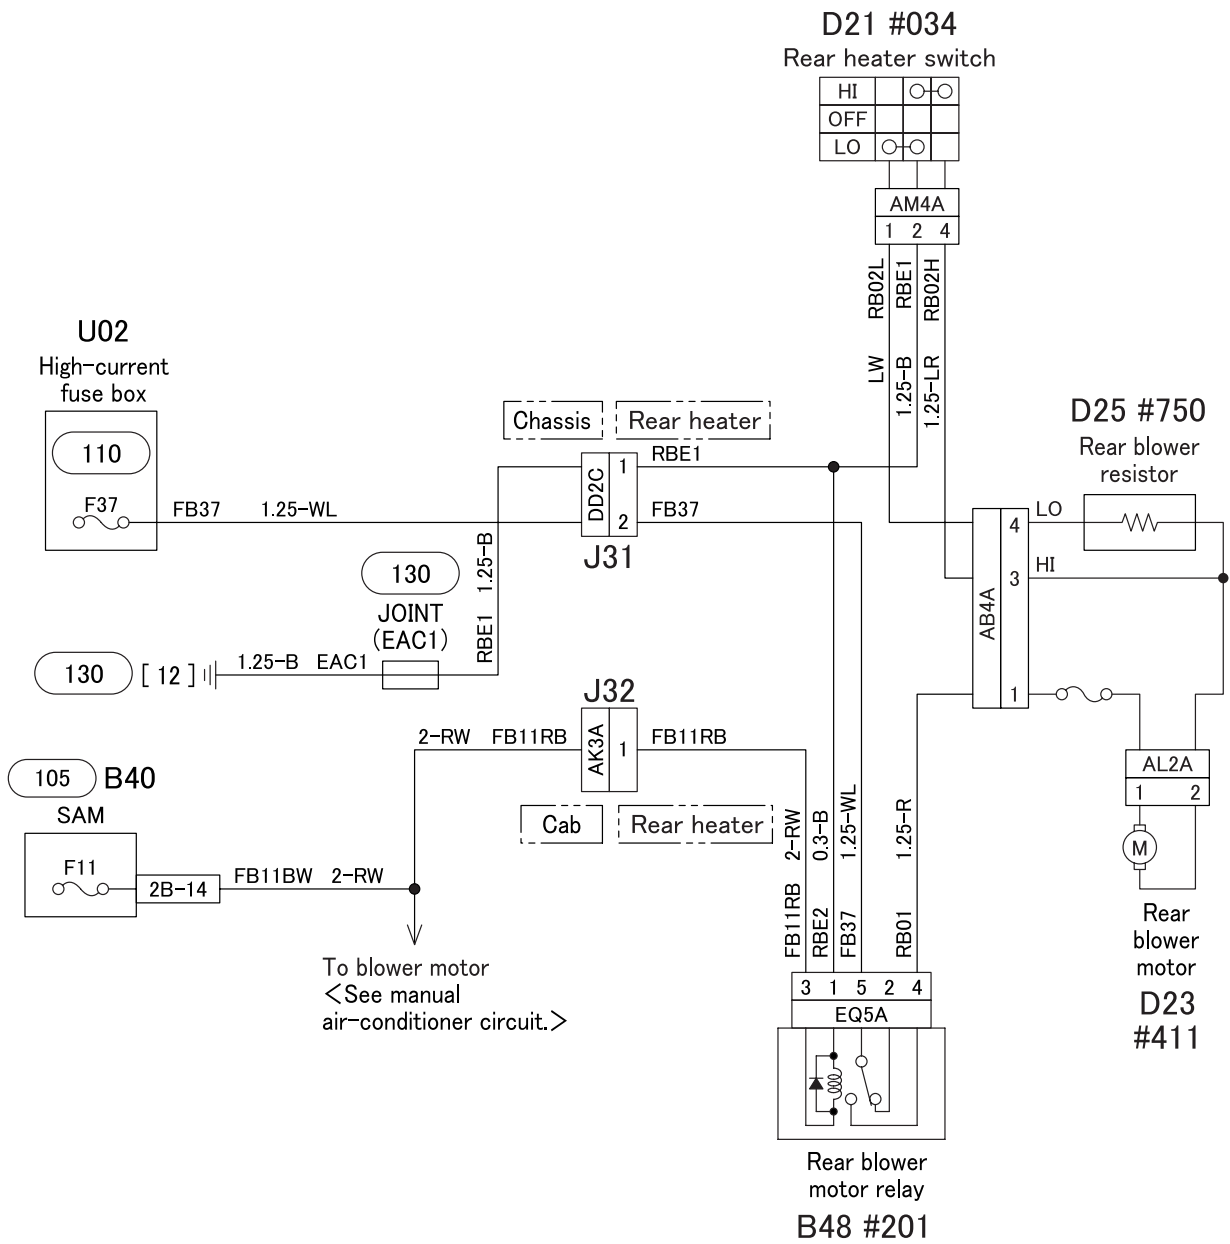 D21 #034
Rear heater switch
HI
OFF
LO
AM4A
1 2 4
RB02L
RBE1
RB02H
LW
1.25-B
1.25-LR
U02
High-current
fuse box
110
F37
FB37 1.25-WL
Chassis
Rear heater
DD2C
1
2
RBE1
FB37
J31
D25 #750
Rear blower
resistor
AB4A
4
3
1
LO
HI
130
JOINT
(EAC1)
1.25-B
RBE1
130
[ 12 ]
1.25-B EAC1
J32
AK3A
1
2-RW FB11RB
FB11RB
Cab
Rear heater
105
B40
SAM
F11
2B-14
FB11BW 2-RW
To blower motor
<See manual
air-conditioner circuit.>
2-RW
0.3-B
1.25-WL
1.25-R
FB11RB
RBE2
FB37
RB01
3 1 5 2 4
EQ5A
Rear blower
motor relay
B48 #201
AL2A
1 2
M
Rear
blower
motor
D23
#411